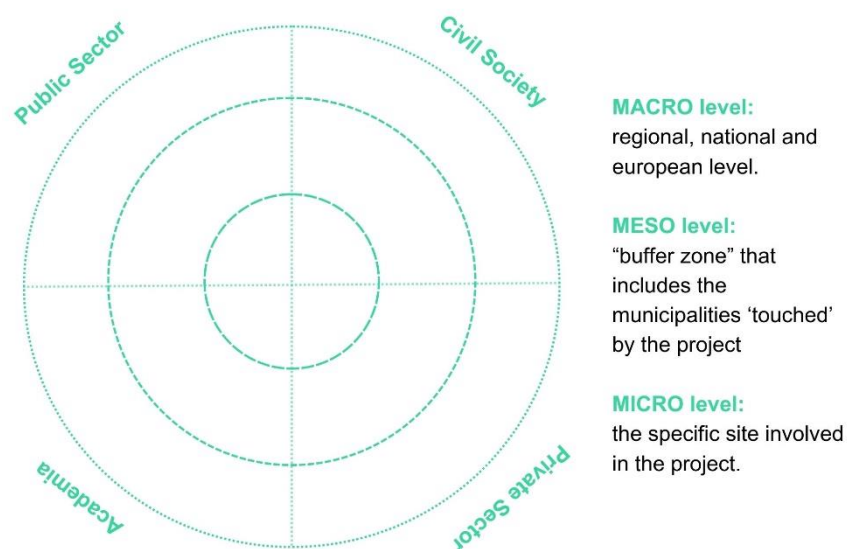 Public Sector
Civil Society
Academia
Private Sector
MACRO level:
regional, national and
european level.
MESO level:
“buffer zone” that
includes the
municipalities ‘touched’
by the project
MICRO level:
the specific site involved
in the project.